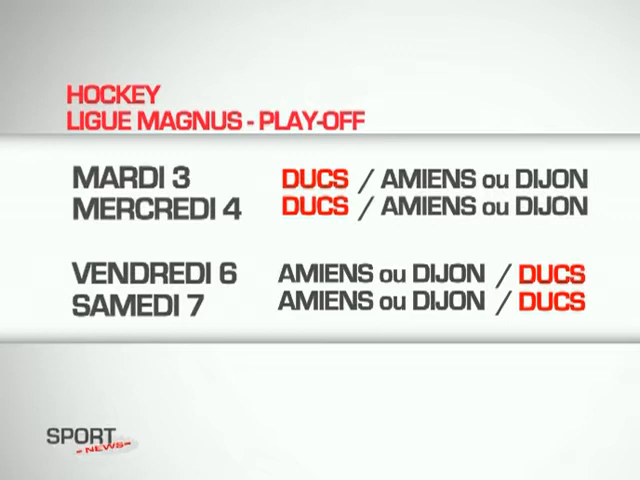 HOCKEY
LIGUE MAGNUS - PLAY-OFF
MARDI 3 DUCS / AMIENS ou DIJON
MERCREDI 4 DUCS / AMIENS ou DIJON
VENDREDI 6 AMIENS ou DIJON / DUCS
SAMEDI 7 AMIENS ou DIJON / DUCS
SPORT
- NEWS -